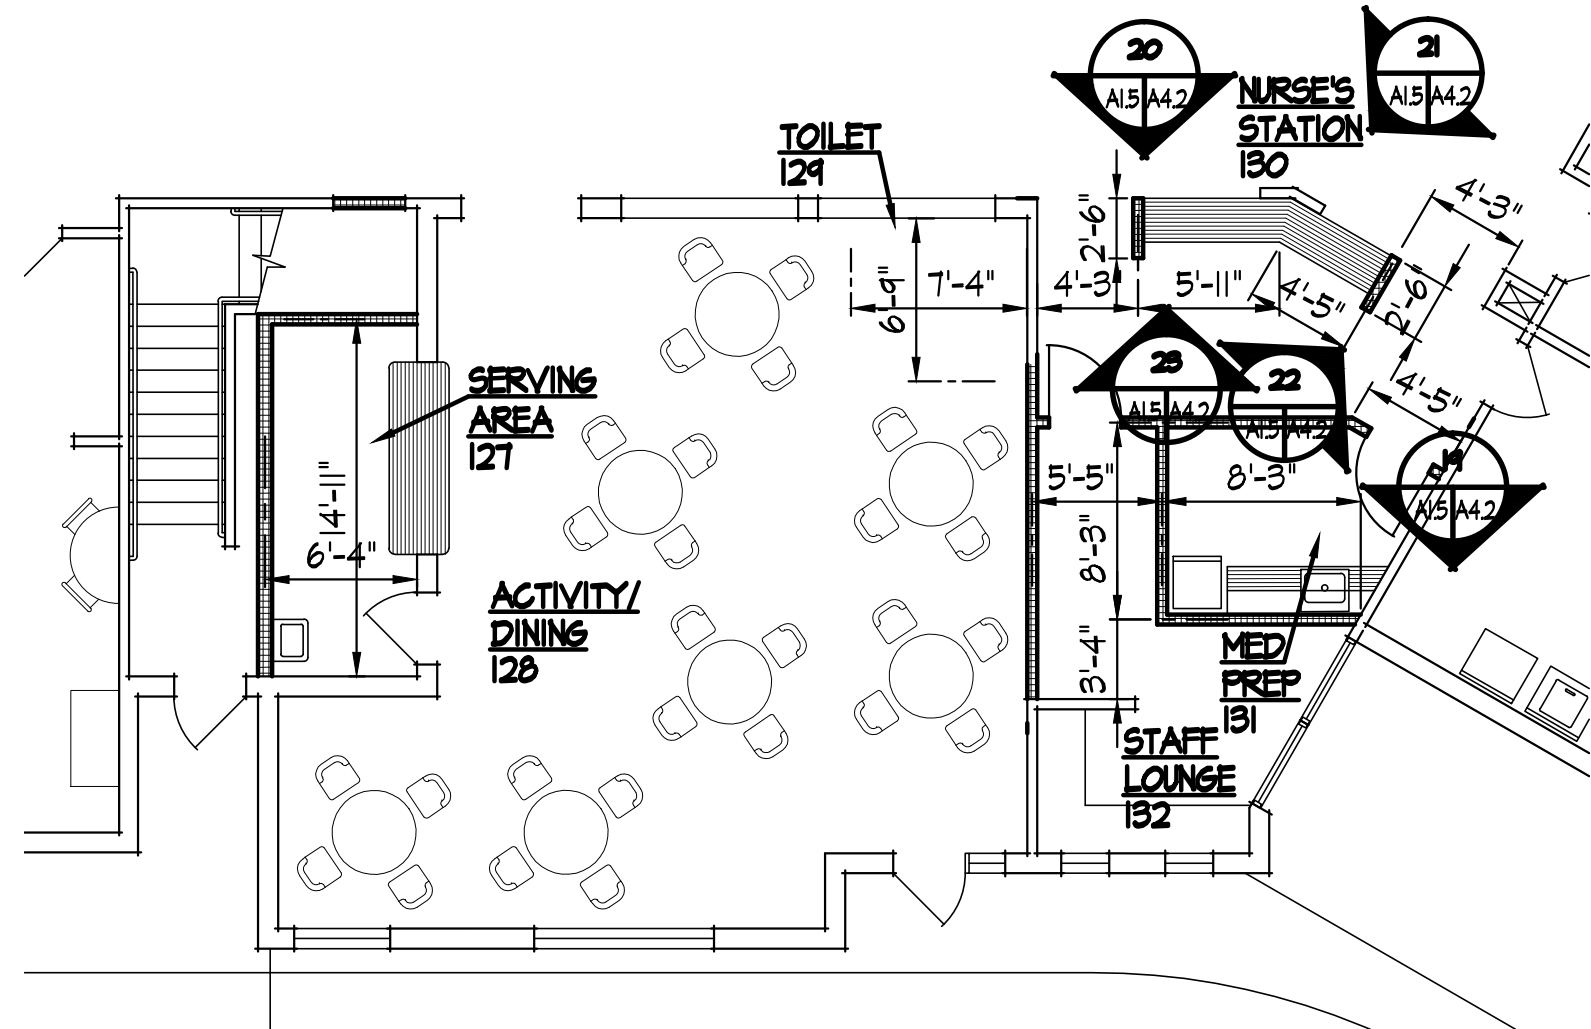 20
A1.5 A4.2
21
A1.5 A4.2
NURSE'S
STATION
130
TOILET
129
4'-3"
2'-6"
6'-9"
7'-4"
4'-3"
5'-11"
4'-5"
2'-6"
23
A1.5 A4.2
22
A1.5 A4.2
4'-5"
SERVING
AREA
127
19
A1.5 A4.2
14'-11"
6'-4"
5'-5"
8'-3"
8'-3"
ACTIVITY/
DINING
128
3'-4"
MED
PREP
131
STAFF
LOUNGE
132